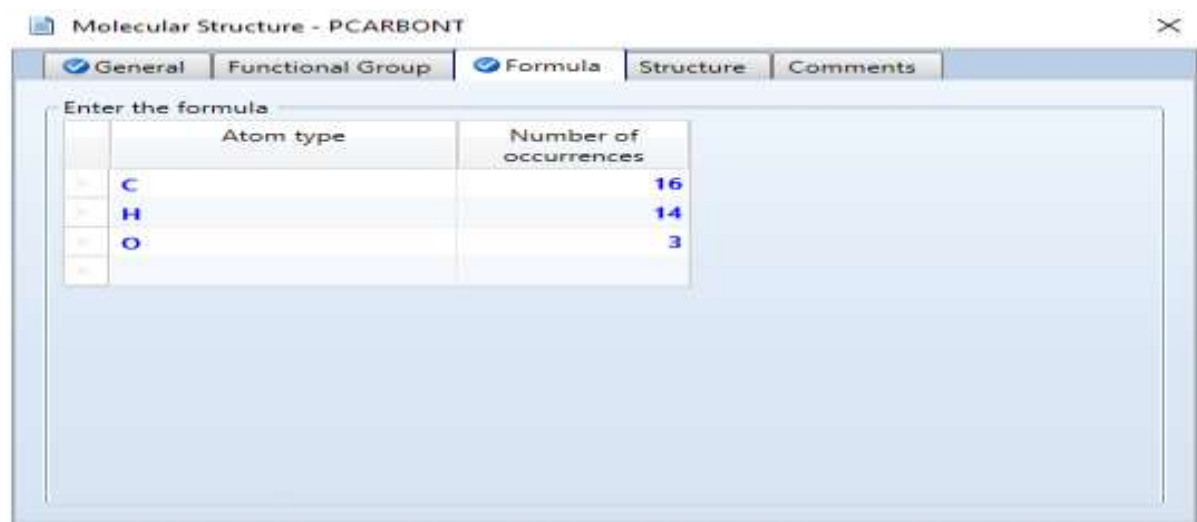 Molecular Structure - PCARBONT
General Functional Group Formula Structure Comments
Enter the formula
Atom type Number of
occurrences
C 16
H 14
O 3